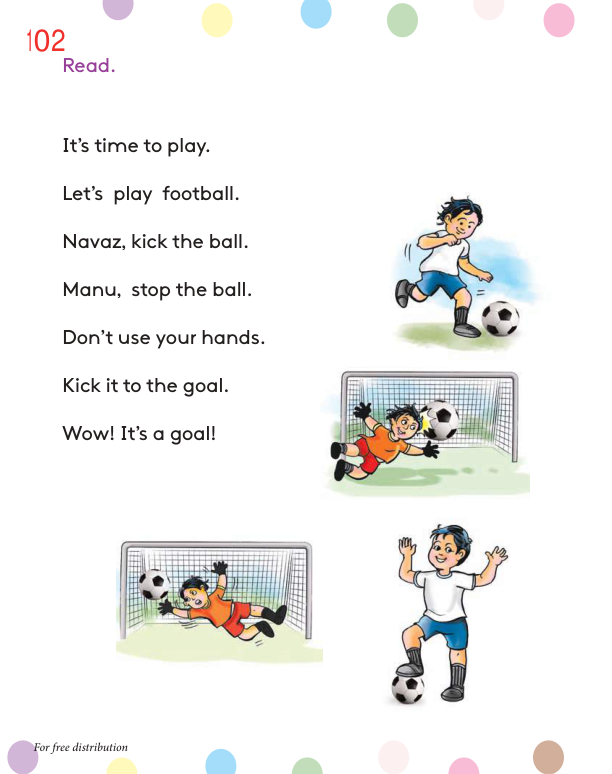 102
Read.
It's time to play.
Let's play football.
Navaz, kick the ball.
Manu, stop the ball.
Don't use your hands.
Kick it to the goal.
Wow! It's a goal!
For free distribution